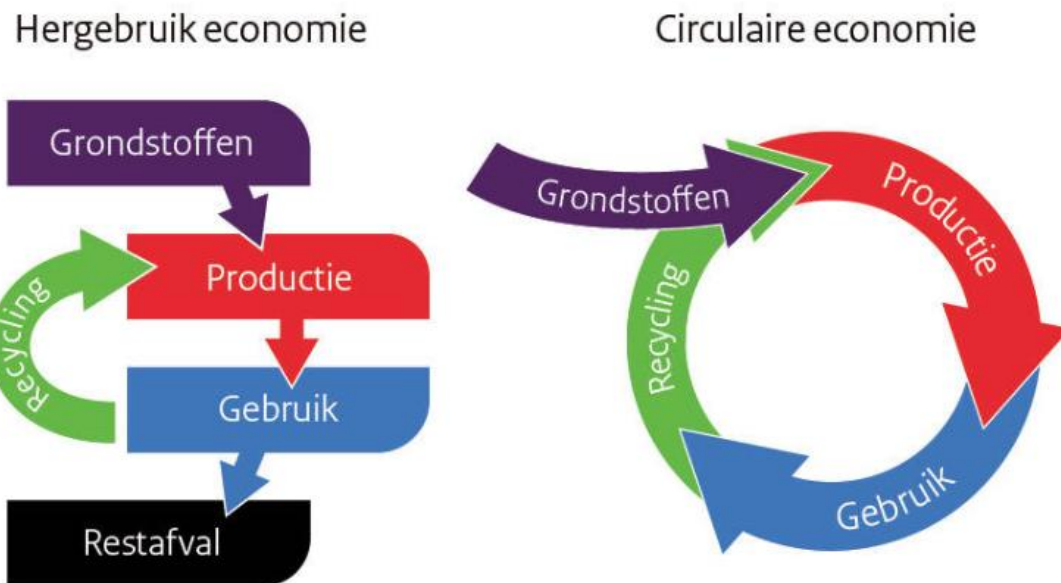 Hergebruik economie
Grondstoffen
Productie
Recycling
Gebruik
Restafval
Circulaire economie
Grondstoffen
Productie
Recycling
Gebruik